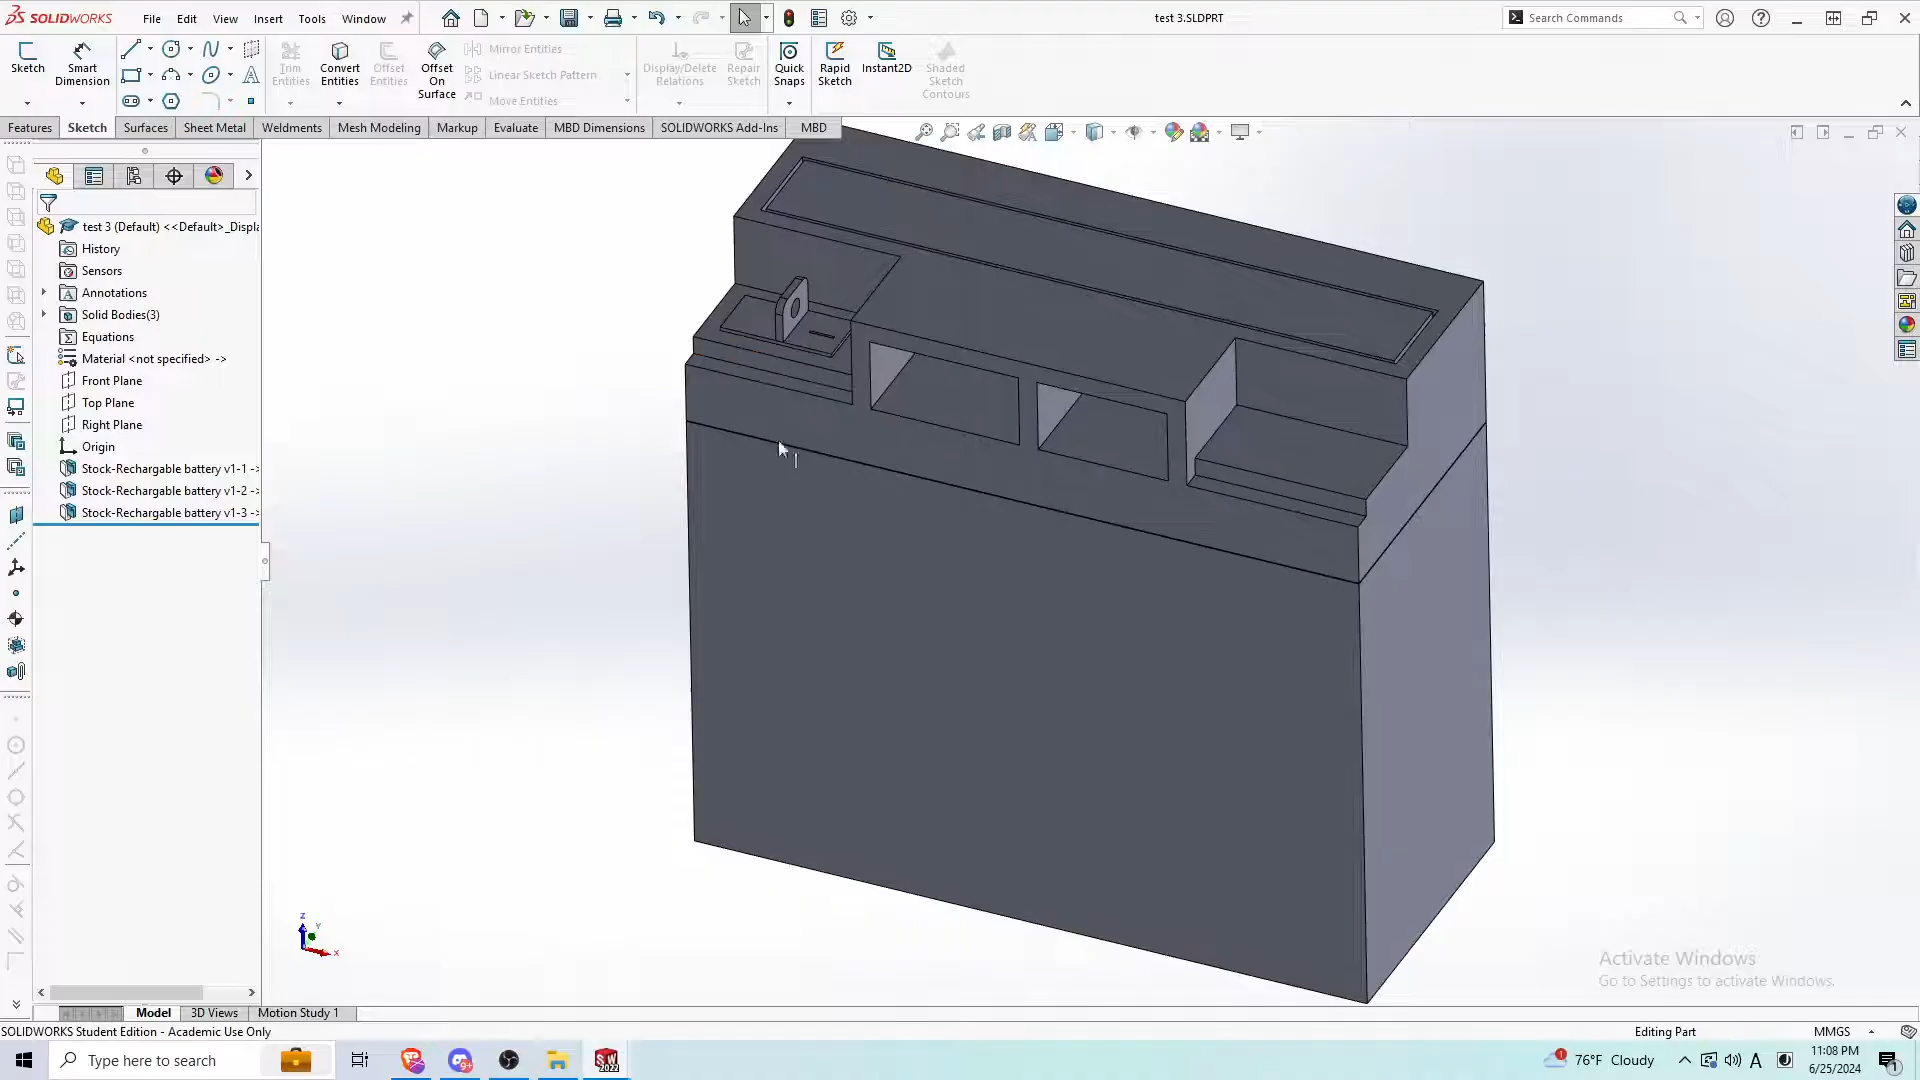 SOLIDWORKS
File Edit View Insert Tools Window
test 3.SLDPRT
Search Commands
Sketch
Smart Dimension
Trim Entities
Convert Entities
Offset Entities
Offset On Surface
Mirror Entities
Linear Sketch Pattern
Move Entities
Display/Delete Relations
Repair Sketch
Quick Snaps
Rapid Sketch
Instant2D
Shaded Sketch Contours
Features Sketch Surfaces Sheet Metal Weldments Mesh Modeling Markup Evaluate MBD Dimensions SOLIDWORKS Add-Ins MBD
test 3 (Default) <<Default>_Displa
History
Sensors
Annotations
Solid Bodies(3)
Equations
Material <not specified> ->
Front Plane
Top Plane
Right Plane
Origin
Stock-Rechargable battery v1-1 ->
Stock-Rechargable battery v1-2 ->
Stock-Rechargable battery v1-3 ->
Z
Y
X
Activate Windows
Go to Settings to activate Windows.
Model 3D Views Motion Study 1
SOLIDWORKS Student Edition - Academic Use Only
Editing Part
MMGS
Type here to search
9+
SW
2022
1
76°F Cloudy
A
11:08 PM
6/25/2024
1